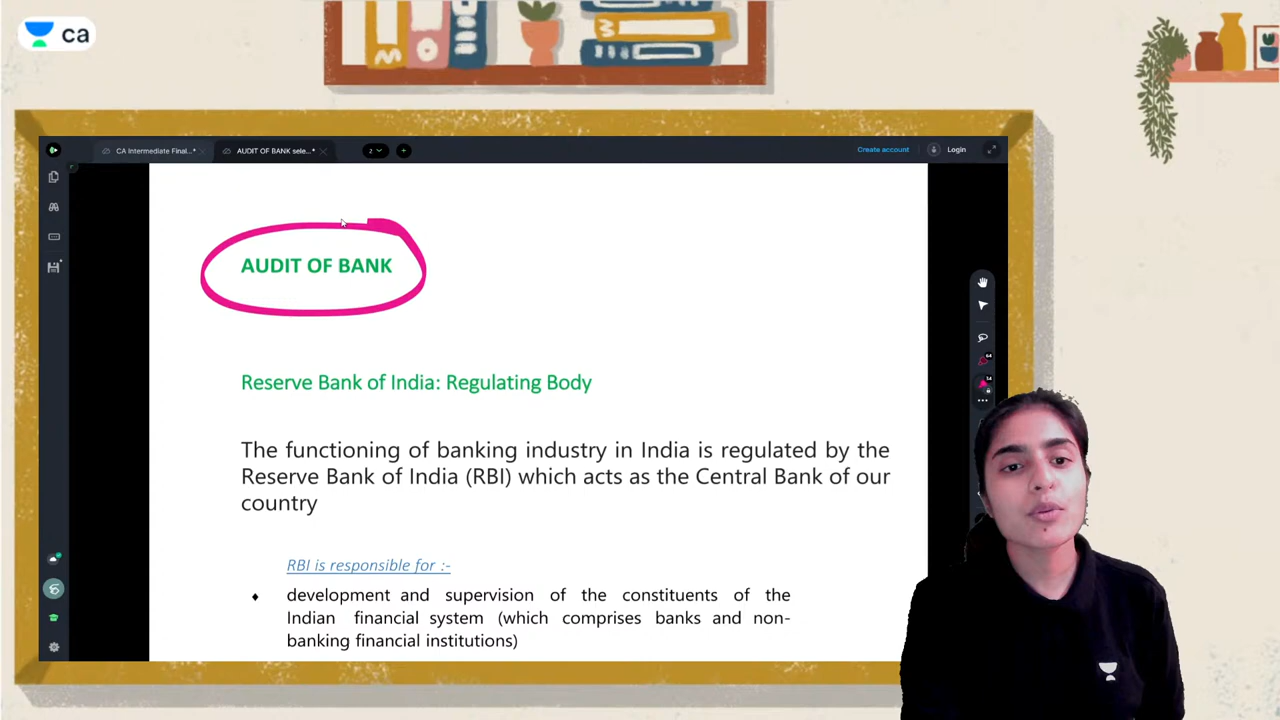 ca
CA Intermediate Final...*
AUDIT OF BANK sele...*
2
Create account
Login
AUDIT OF BANK
Reserve Bank of India: Regulating Body
The functioning of banking industry in India is regulated by the
Reserve Bank of India (RBI) which acts as the Central Bank of our
country
RBI is responsible for :-
development and supervision of the constituents of the
Indian financial system (which comprises banks and non-
banking financial institutions)
64
14